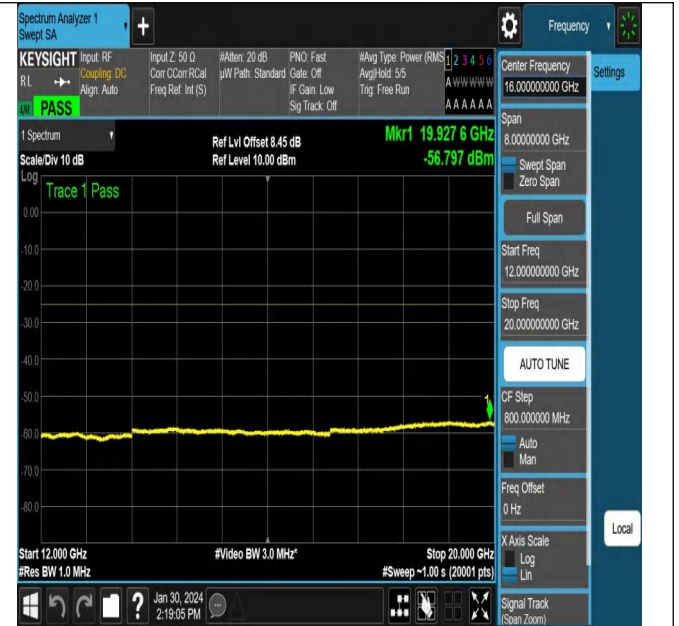 Spectrum Analyzer 1
Swept SA
+
Frequency
KEYSIGHT
RL
LXI PASS
Input: RF
Coupling: DC
Align: Auto
Input Z: 50 Ω
Corr CCorr RCal
Freq Ref: Int (S)
#Atten: 20 dB
µW Path: Standard
PNO: Fast
Gate: Off
IF Gain: Low
Sig Track: Off
#Avg Type: Power (RMS
Avg|Hold: 5/5
Trig: Free Run
1 2 3 4 5 6
A W W W W W
A A A A A A
1 Spectrum
Scale/Div 10 dB
Log
Ref Lvl Offset 8.45 dB
Ref Level 10.00 dBm
Mkr1 19.927 6 GHz
-56.797 dBm
Trace 1 Pass
0.00
-10.0
-20.0
-30.0
-40.0
-50.0
-60.0
-70.0
-80.0
1
Start 12.000 GHz
#Res BW 1.0 MHz
#Video BW 3.0 MHz*
Stop 20.000 GHz
#Sweep ~1.00 s (20001 pts)
Center Frequency
16.000000000 GHz
Settings
Span
8.00000000 GHz
Swept Span
Zero Span
Full Span
Start Freq
12.000000000 GHz
Stop Freq
20.000000000 GHz
AUTO TUNE
CF Step
800.000000 MHz
Auto
Man
Freq Offset
0 Hz
X Axis Scale
Log
Lin
Local
Signal Track
(Span Zoom)
?
Jan 30, 2024
2:19:05 PM